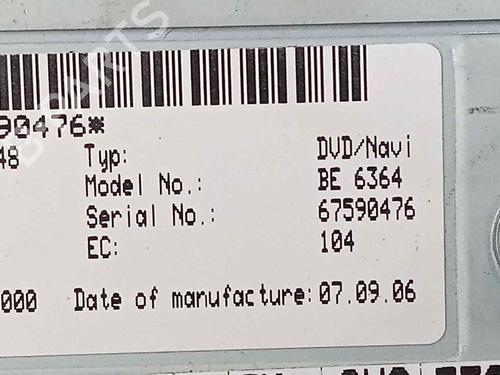 90476*
48
Typ: DVD/Navi
Model No.: BE 6364
Serial No.: 67590476
EC: 104
000 Date of manufacture: 07.09.06